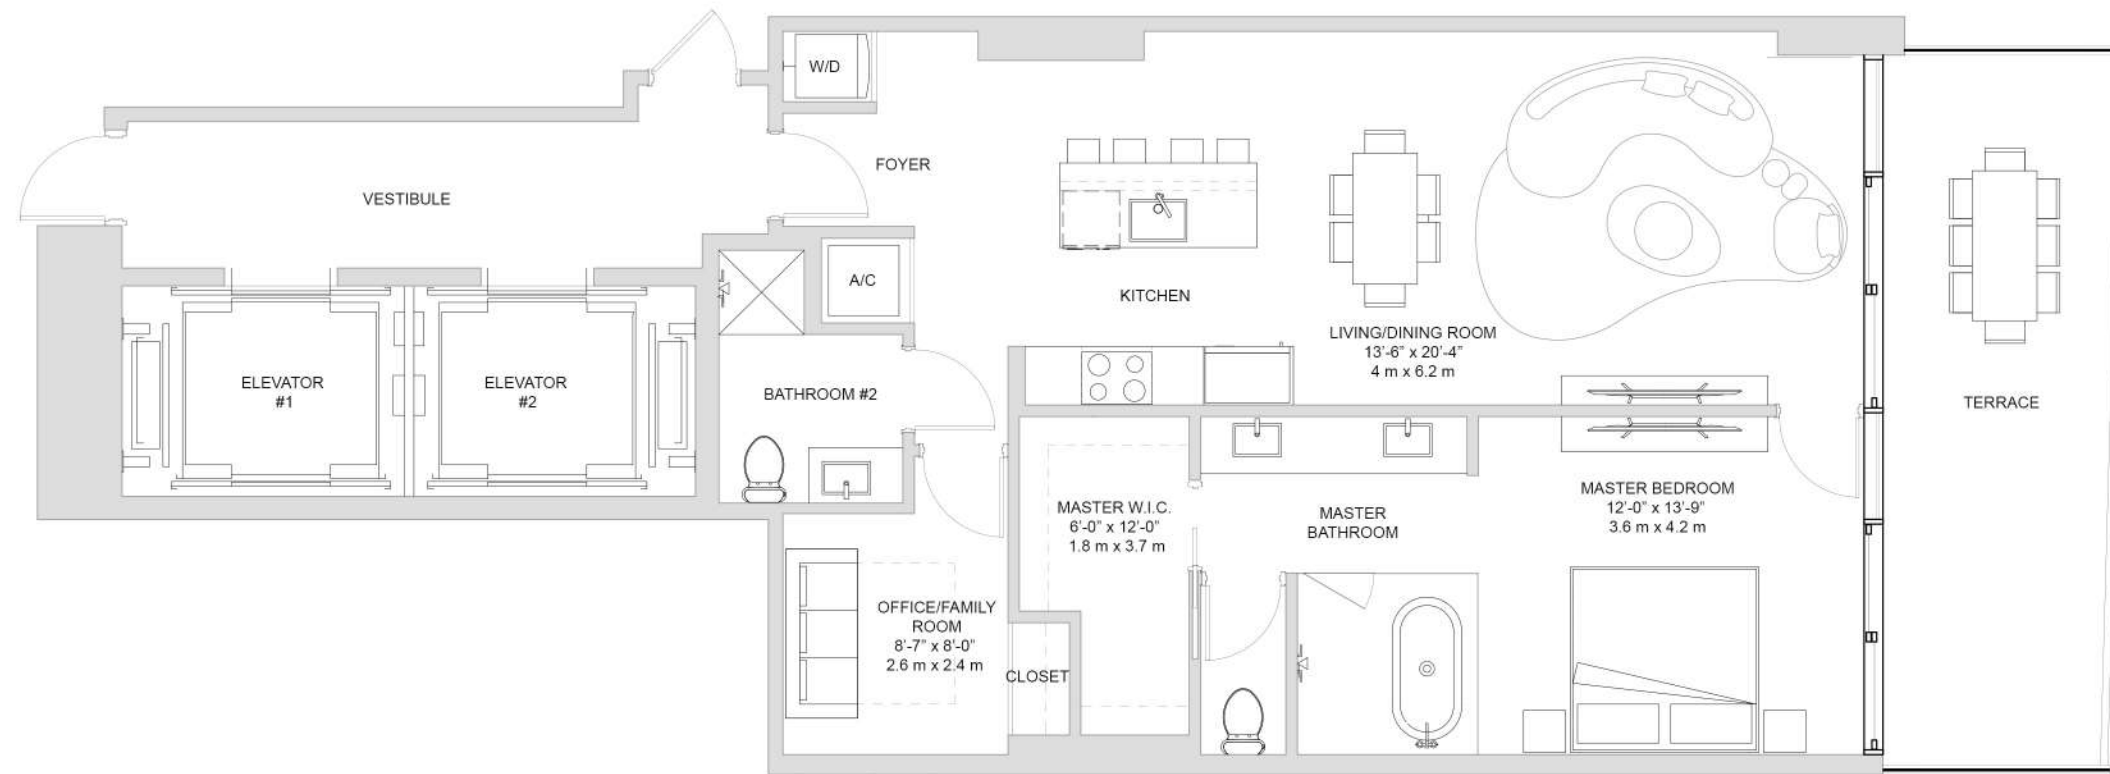 W/D
FOYER
VESTIBULE
A/C
KITCHEN
LIVING/DINING ROOM
13'-6" x 20'-4"
4 m x 6.2 m
ELEVATOR
#1
ELEVATOR
#2
BATHROOM #2
TERRACE
MASTER W.I.C.
6'-0" x 12'-0"
1.8 m x 3.7 m
MASTER
BATHROOM
MASTER BEDROOM
12'-0" x 13'-9"
3.6 m x 4.2 m
OFFICE/FAMILY
ROOM
8'-7" x 8'-0"
2.6 m x 2.4 m
CLOSET